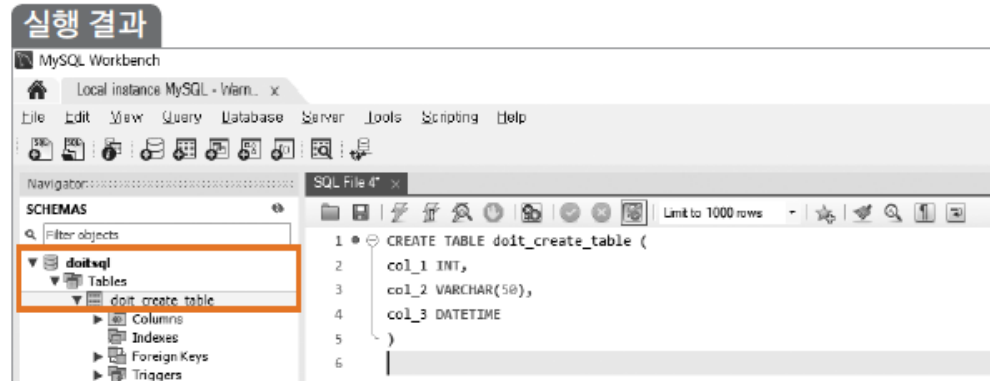 실행 결과
MySQL Workbench
Local instance MySQL - Warn... x
File Edit View Query Database Server Tools Scripting Help
Navigator
SQL File 4* x
SCHEMAS
Limit to 1000 rows
Filter objects
1 CREATE TABLE doit_create_table (
2 col_1 INT,
3 col_2 VARCHAR(50),
4 col_3 DATETIME
5 )
6
doitsql
Tables
doit_create_table
Columns
Indexes
Foreign Keys
Triggers